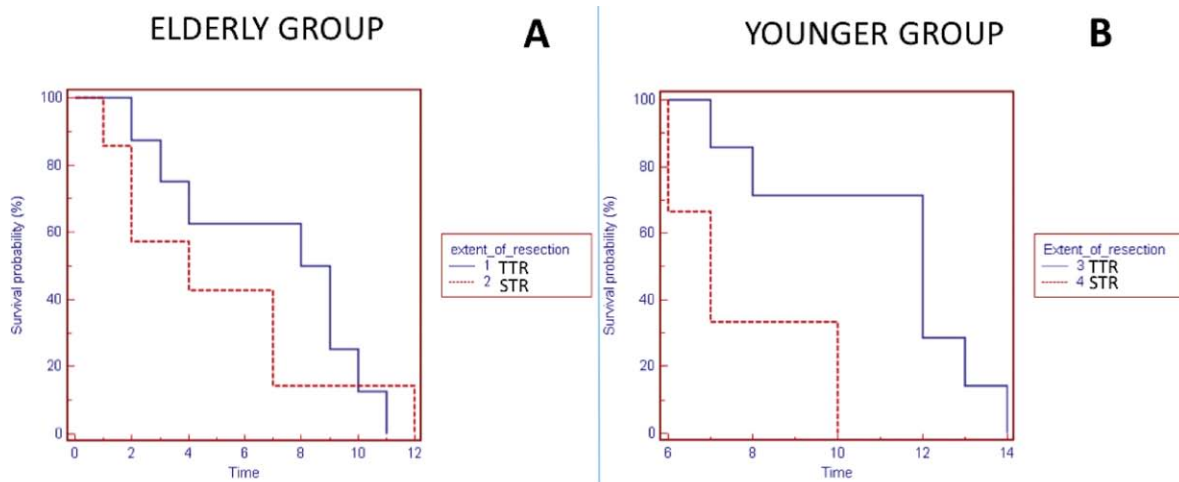 ELDERLY GROUP
A
100
80
60
40
20
0
Survival probability (%)
0 2 4 6 8 10 12
Time
extent_of_resection
1 TTR
2 STR
YOUNGER GROUP
B
100
80
60
40
20
0
Survival probability (%)
6 8 10 12 14
Time
Extent_of_resection
3 TTR
4 STR